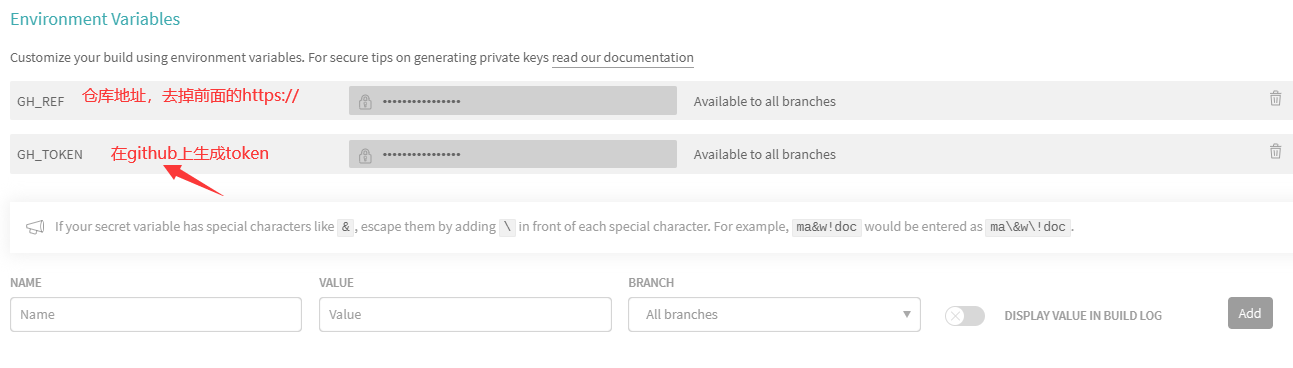 Environment Variables
Customize your build using environment variables. For secure tips on generating private keys read our documentation
GH_REF 仓库地址，去掉前面的https:// •••••••••••••••• Available to all branches
GH_TOKEN 在github上生成token •••••••••••••••• Available to all branches
If your secret variable has special characters like & , escape them by adding \ in front of each special character. For example, ma&w!doc would be entered as ma\&w\!doc .
NAME VALUE BRANCH
Name Value All branches DISPLAY VALUE IN BUILD LOG Add